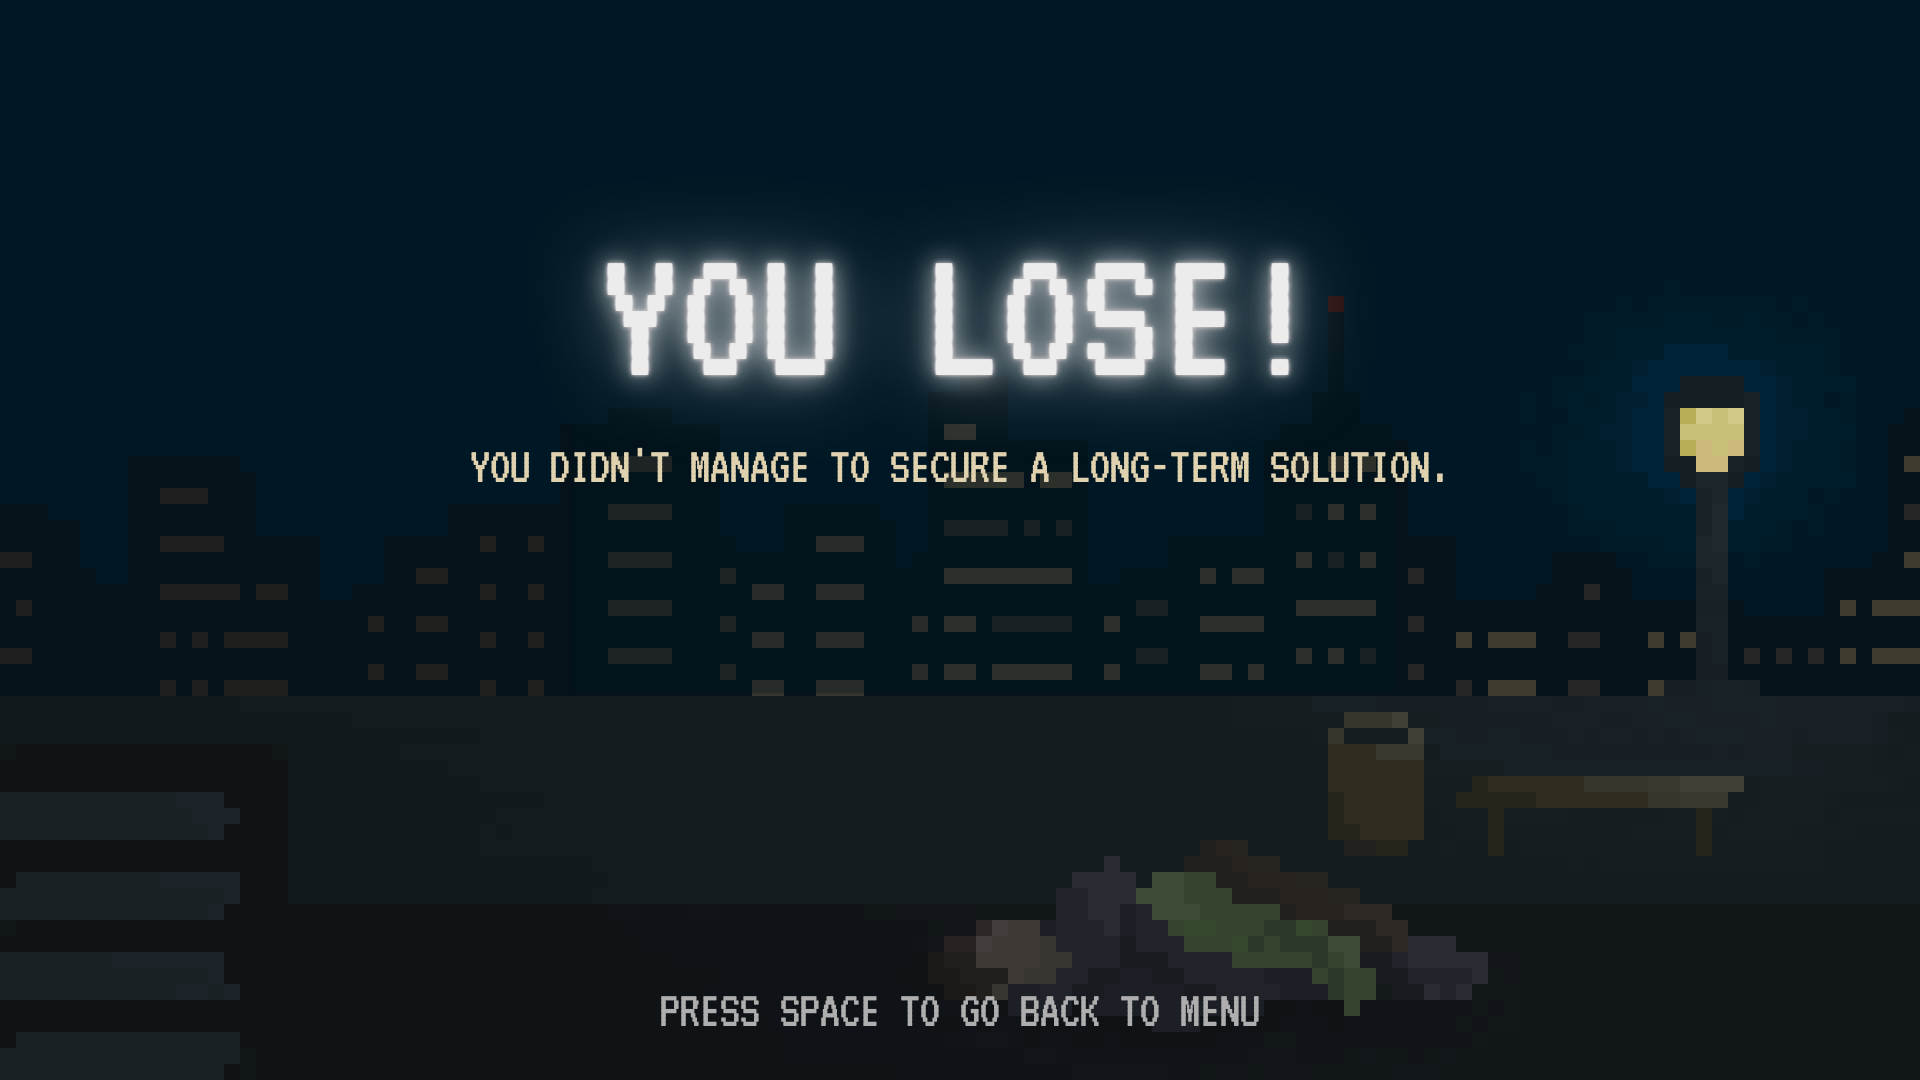 YOU LOSE!
YOU DIDN'T MANAGE TO SECURE A LONG-TERM SOLUTION.
PRESS SPACE TO GO BACK TO MENU